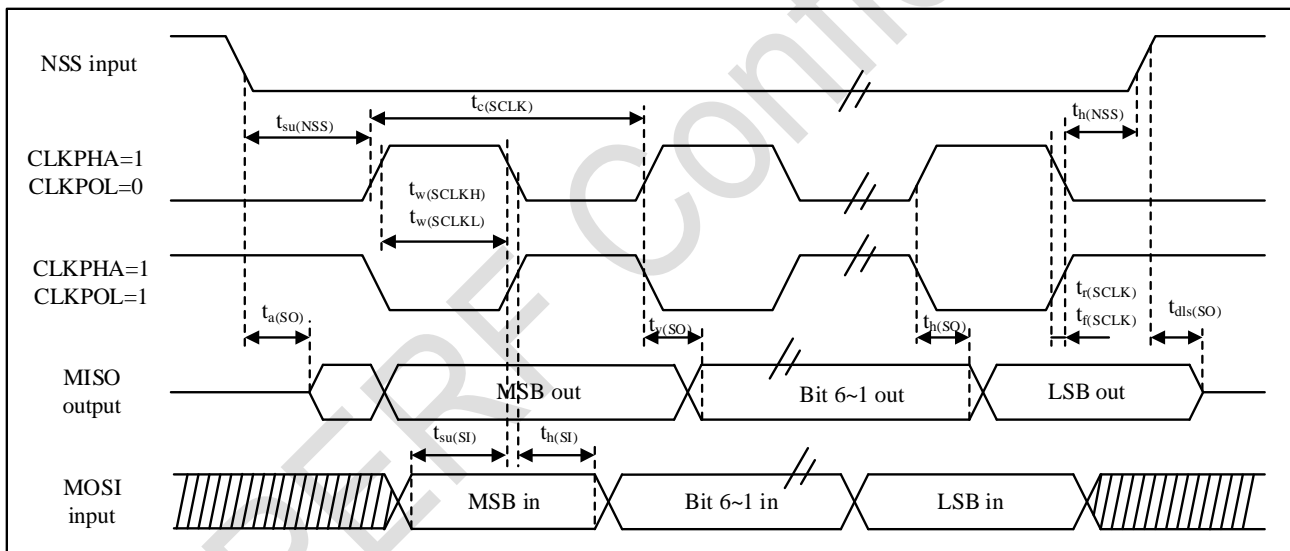 NSS input
t_c(SCLK)
t_su(NSS)
t_h(NSS)
CLKPHA=1
CLKPOL=0
t_w(SCLKH)
t_w(SCLKL)
CLKPHA=1
CLKPOL=1
t_a(SO)
t_v(SO)
t_h(SO)
t_r(SCLK)
t_f(SCLK)
t_dls(SO)
MISO
output
MSB out
Bit 6~1 out
LSB out
t_su(SI)
t_h(SI)
MOSI
input
MSB in
Bit 6~1 in
LSB in